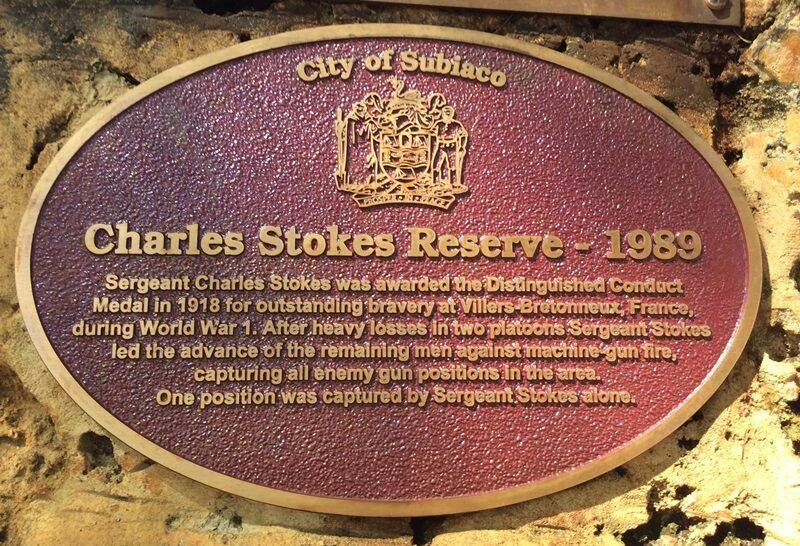 City of Subiaco
Charles Stokes Reserve - 1989
Sergeant Charles Stokes was awarded the Distinguished Conduct
Medal in 1918 for outstanding bravery at Villers-Bretonneux, France,
during World War 1. After heavy losses in two platoons Sergeant Stokes
led the advance of the remaining men against machine-gun fire,
capturing all enemy gun positions in the area.
One position was captured by Sergeant Stokes alone.